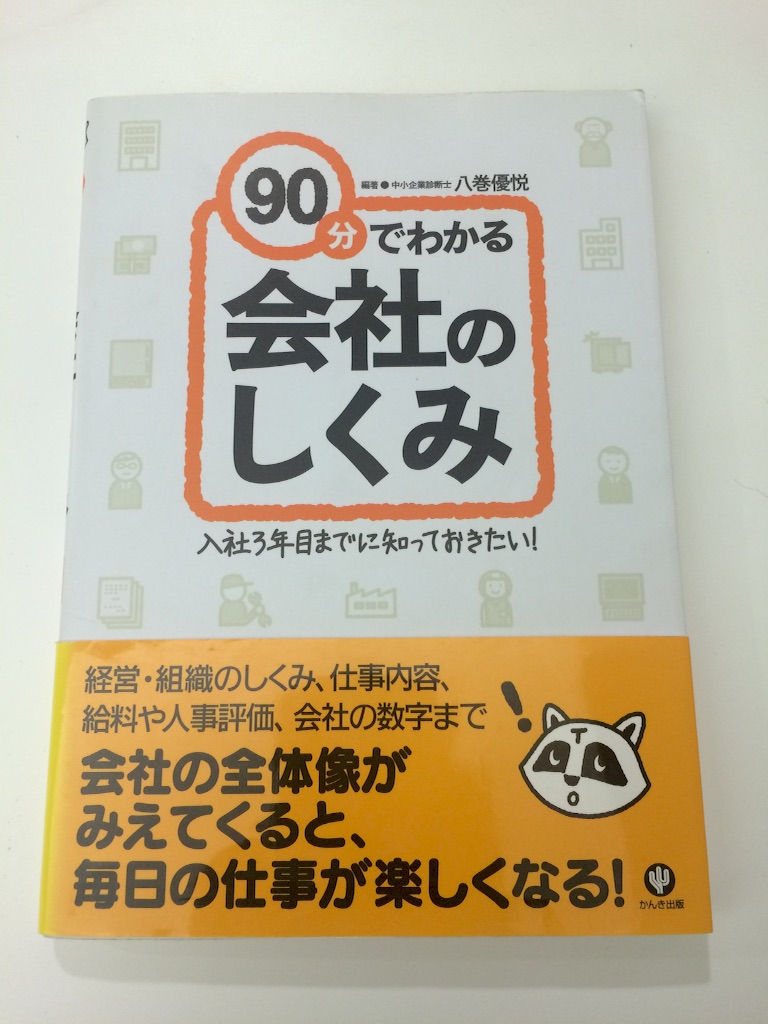 編著●中小企業診断士 八巻優悦
90分でわかる
会社の
しくみ
入社3年目までに知っておきたい!
経営・組織のしくみ、仕事内容、
給料や人事評価、会社の数字まで
会社の全体像が
みえてくると、
毎日の仕事が楽しくなる!
かんき出版